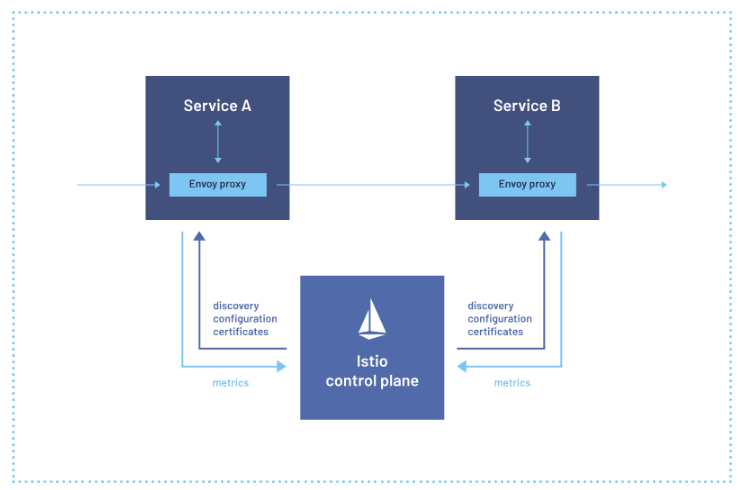 Service A
Service B
Envoy proxy
Envoy proxy
discovery
configuration
certificates
discovery
configuration
certificates
Istio
control plane
metrics
metrics